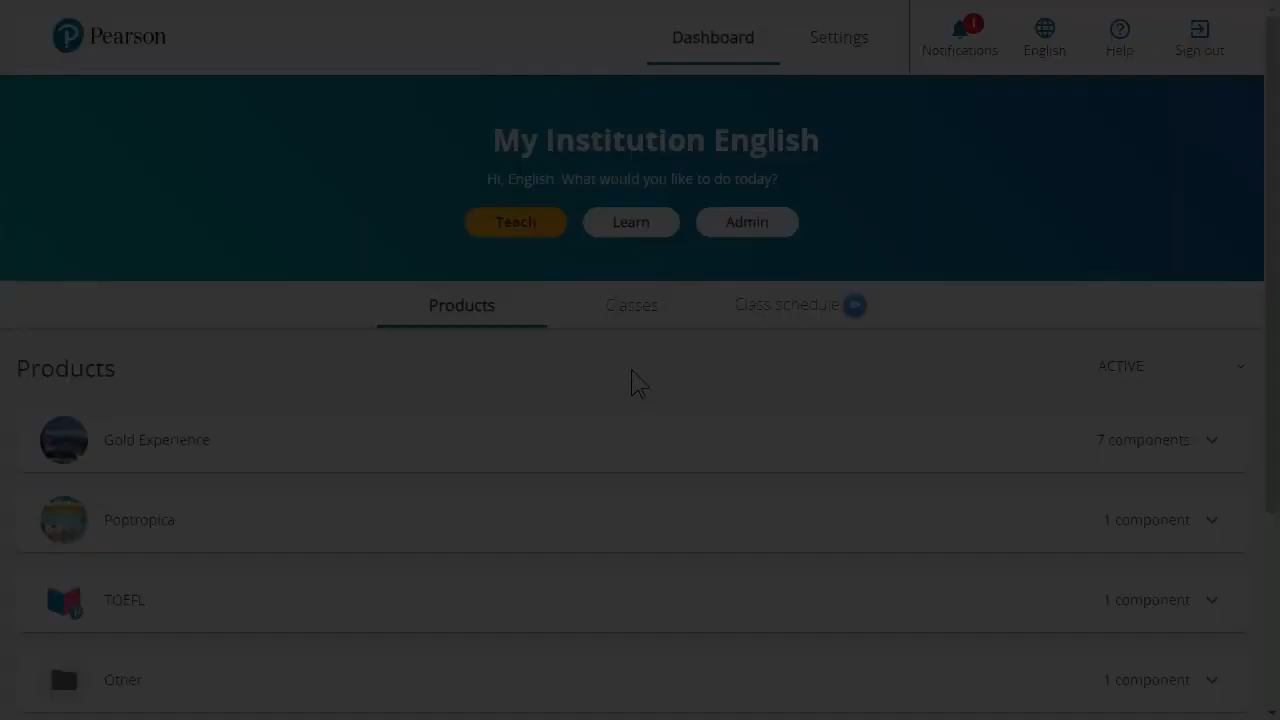 Pearson
Dashboard
Settings
1
Notifications
English
Help
Sign out
My Institution English
Hi, English. What would you like to do today?
Teach
Learn
Admin
Products
Classes
Class schedule
Products
ACTIVE
Gold Experience
7 components
Poptropica
1 component
TOEFL
1 component
Other
1 component